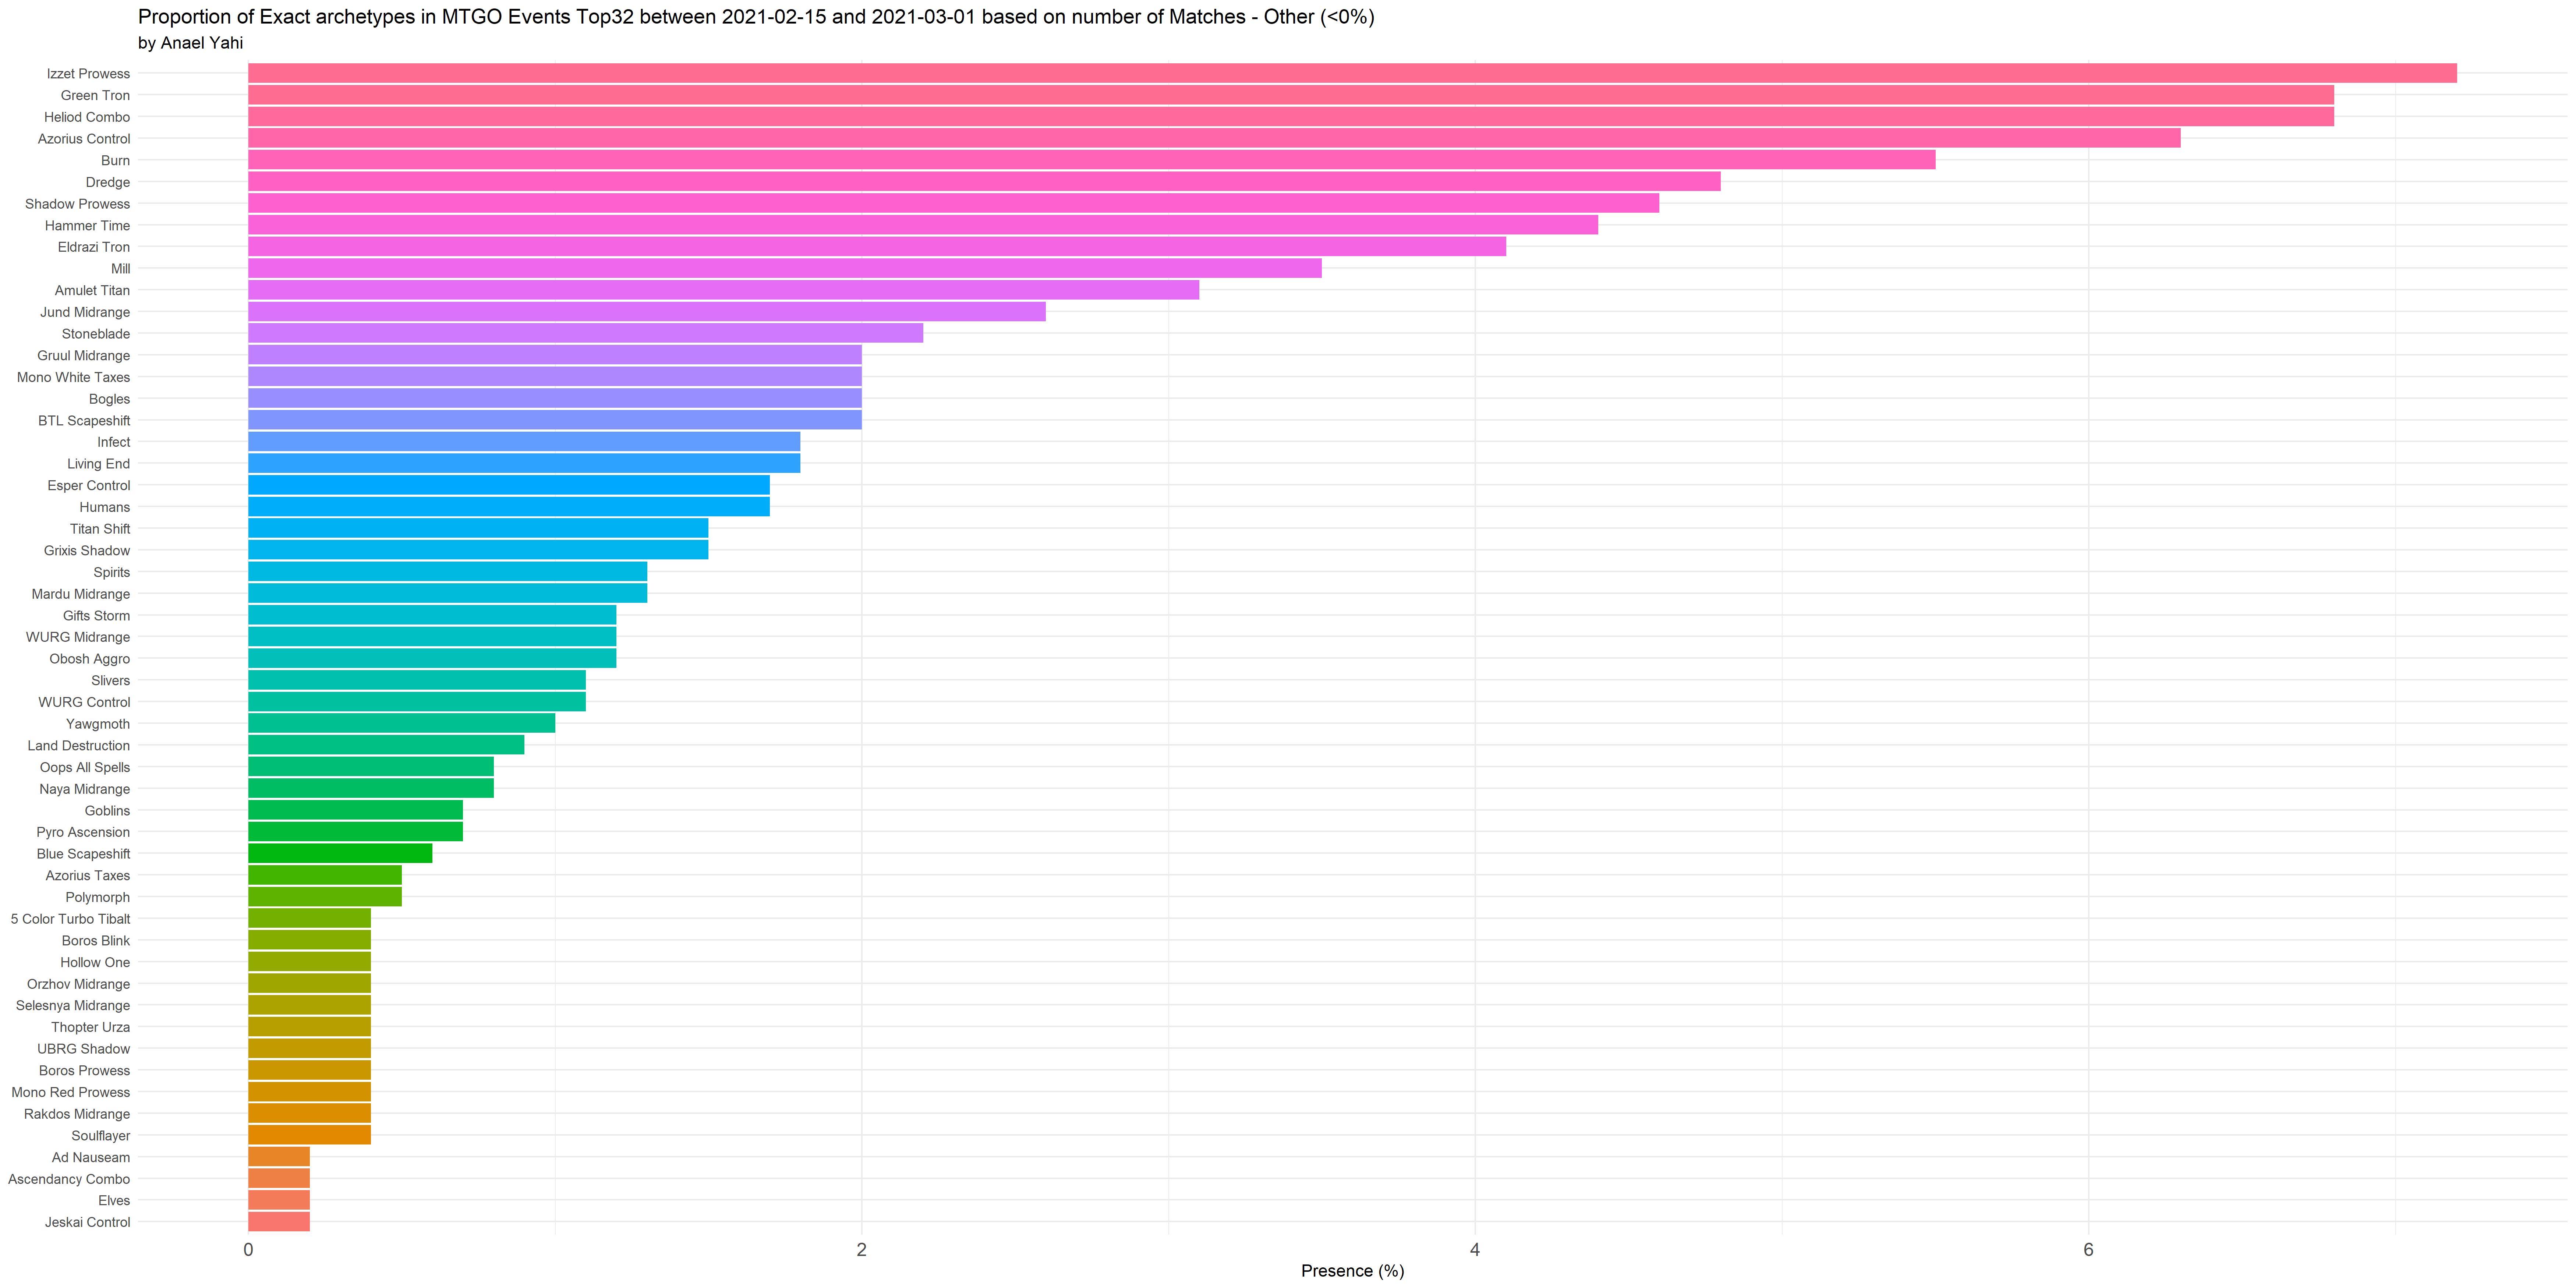 Proportion of Exact archetypes in MTGO Events Top32 between 2021-02-15 and 2021-03-01 based on number of Matches - Other (<0%)
by Anael Yahi
Izzet Prowess
Green Tron
Heliod Combo
Azorius Control
Burn
Dredge
Shadow Prowess
Hammer Time
Eldrazi Tron
Mill
Amulet Titan
Jund Midrange
Stoneblade
Gruul Midrange
Mono White Taxes
Bogles
BTL Scapeshift
Infect
Living End
Esper Control
Humans
Titan Shift
Grixis Shadow
Spirits
Mardu Midrange
Gifts Storm
WURG Midrange
Obosh Aggro
Slivers
WURG Control
Yawgmoth
Land Destruction
Oops All Spells
Naya Midrange
Goblins
Pyro Ascension
Blue Scapeshift
Azorius Taxes
Polymorph
5 Color Turbo Tibalt
Boros Blink
Hollow One
Orzhov Midrange
Selesnya Midrange
Thopter Urza
UBRG Shadow
Boros Prowess
Mono Red Prowess
Rakdos Midrange
Soulflayer
Ad Nauseam
Ascendancy Combo
Elves
Jeskai Control
0 2 4 6
Presence (%)